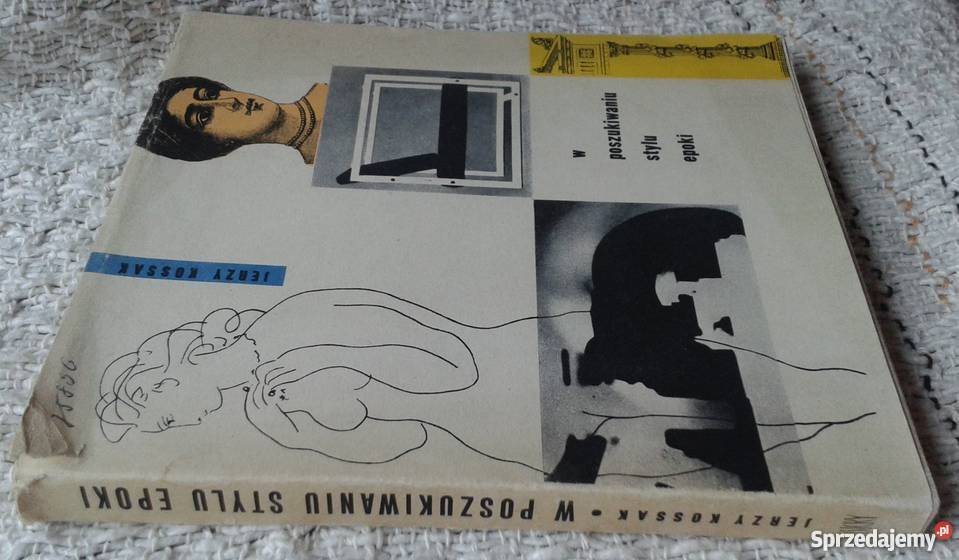 w
poszukiwaniu
stylu
epoki
JERZY KOSSAK
JERZY KOSSAK • W POSZUKIWANIU STYLU EPOKI
Sprzedajemy.pl